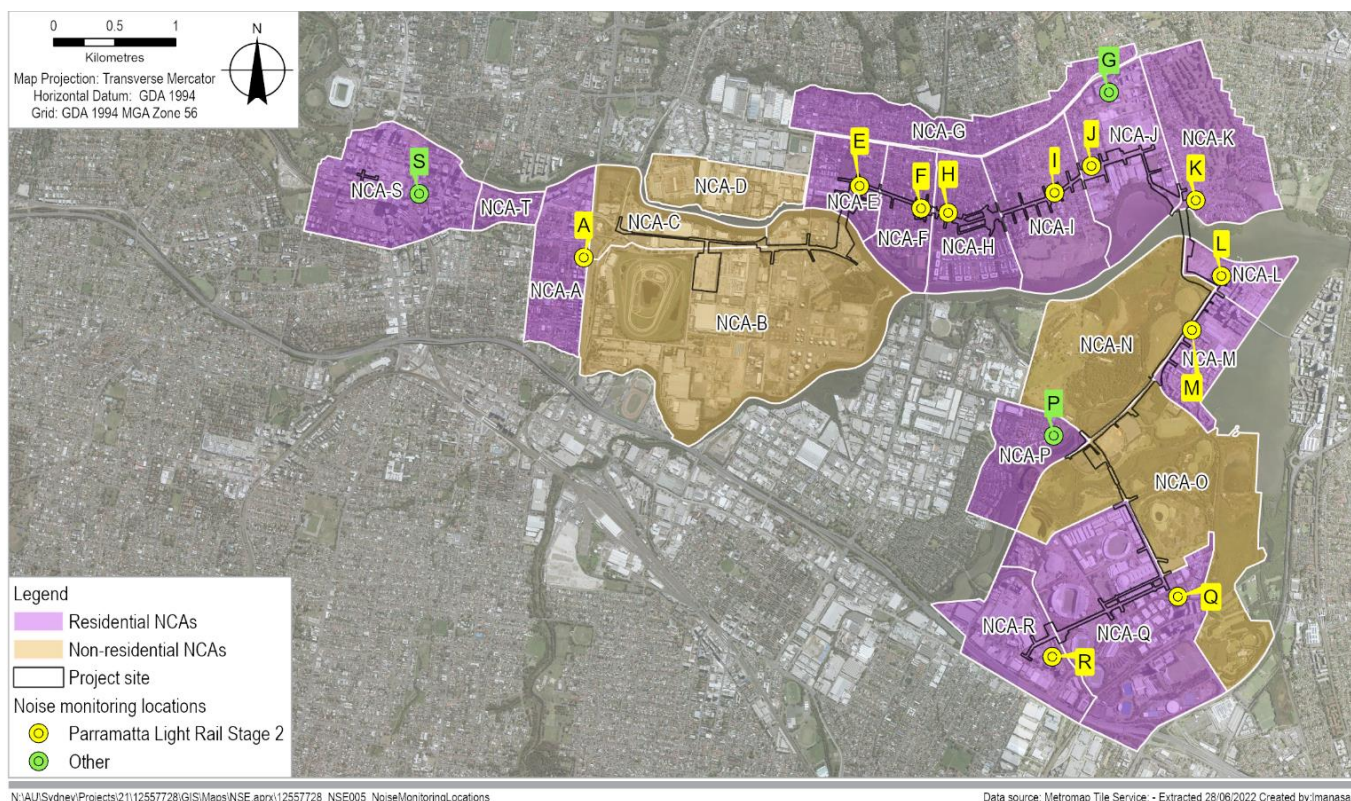 0 0.5 1
Kilometres
N
Map Projection: Transverse Mercator
Horizontal Datum: GDA 1994
Grid: GDA 1994 MGA Zone 56
G
NCA-G
NCA-J
NCA-K
NCA-D
E
J
S
I
K
NCA-S
F
H
NCA-T
NCA-E
NCA-C
NCA-I
A
NCA-F
NCA-H
L
NCA-L
NCA-A
NCA-B
NCA-N
NCA-M
M
P
NCA-P
NCA-O
Q
NCA-R
NCA-Q
R
Legend
Residential NCAs
Non-residential NCAs
Project site
Noise monitoring locations
Parramatta Light Rail Stage 2
Other
N:\AU\Sydney\Projects\21\12557728\GIS\Maps\NSE.aprx\12557728_NSE005_NoiseMonitoringLocations
Data source: Metromap Tile Service: - Extracted 28/06/2022 Created by:lmanasa